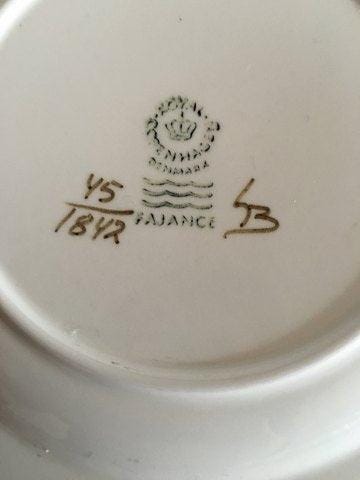 ROYAL
COPENHAGEN
DENMARK
FAJANCE
45
1842